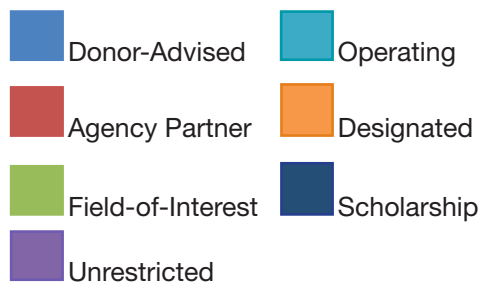 Donor-Advised
Operating
Agency Partner
Designated
Field-of-Interest
Scholarship
Unrestricted